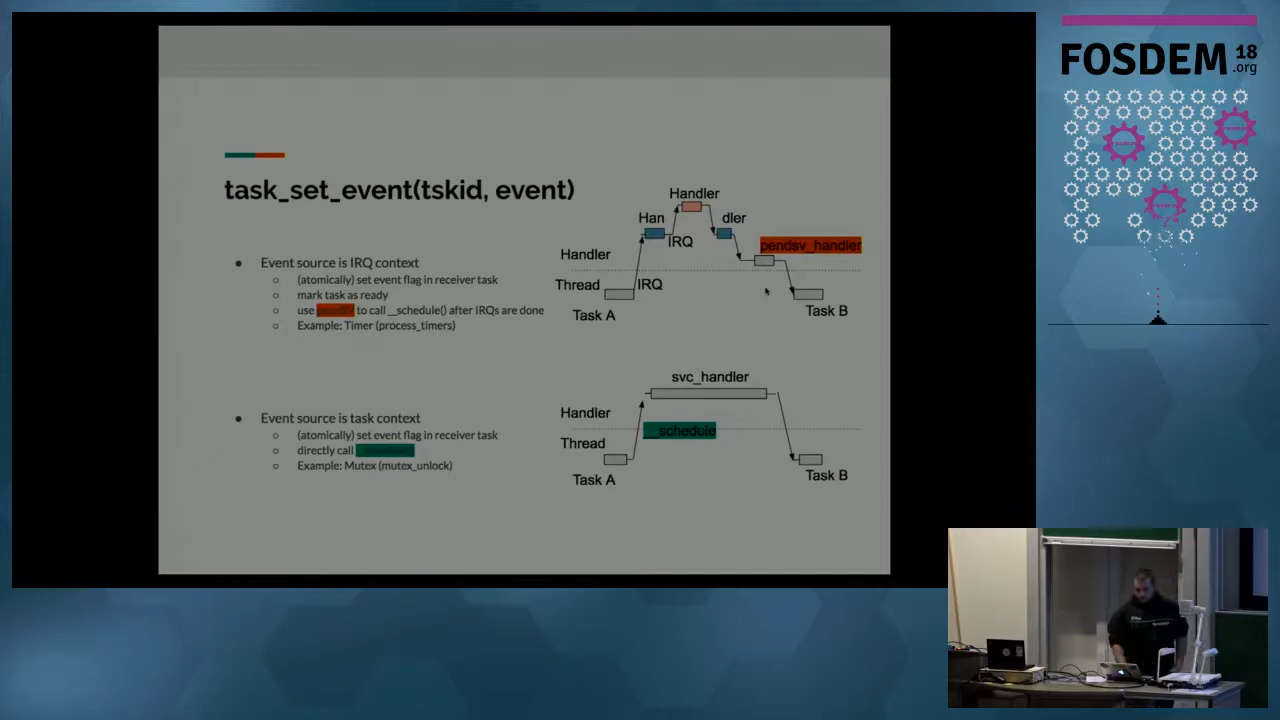 task_set_event(tskid, event)
Event source is IRQ context
(atomically) set event flag in receiver task
mark task as ready
use pendSV to call __schedule() after IRQs are done
Example: Timer (process_timers)
Event source is task context
(atomically) set event flag in receiver task
directly call
Example: Mutex (mutex_unlock)
Handler
Han
dler
IRQ
pendsv_handler
Handler
Thread
IRQ
Task A
Task B
svc_handler
Handler
__schedule
Thread
Task A
Task B
FOSDEM 18
.org